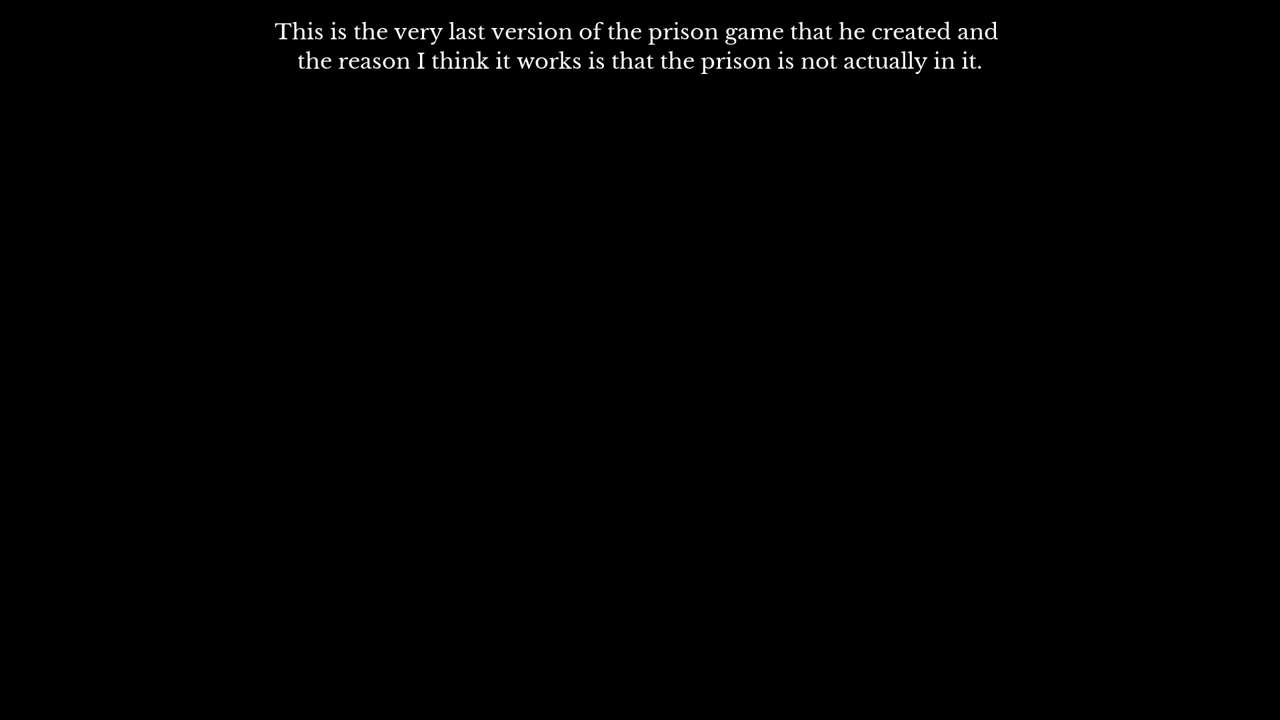 This is the very last version of the prison game that he created and
the reason I think it works is that the prison is not actually in it.